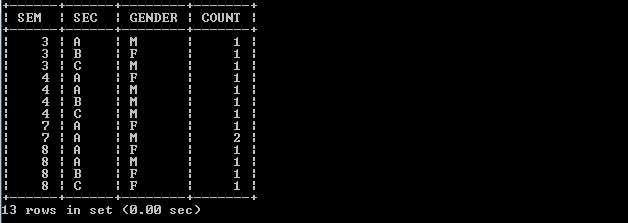 +------+------+--------+-------+
| SEM | SEC | GENDER | COUNT |
+------+------+--------+-------+
| 3 | A | M | 1 |
| 3 | B | F | 1 |
| 3 | C | M | 1 |
| 4 | A | F | 1 |
| 4 | A | M | 1 |
| 4 | B | M | 1 |
| 4 | C | M | 1 |
| 7 | A | F | 1 |
| 7 | A | M | 2 |
| 8 | A | F | 1 |
| 8 | A | M | 1 |
| 8 | B | F | 1 |
| 8 | C | F | 1 |
+------+------+--------+-------+
13 rows in set (0.00 sec)